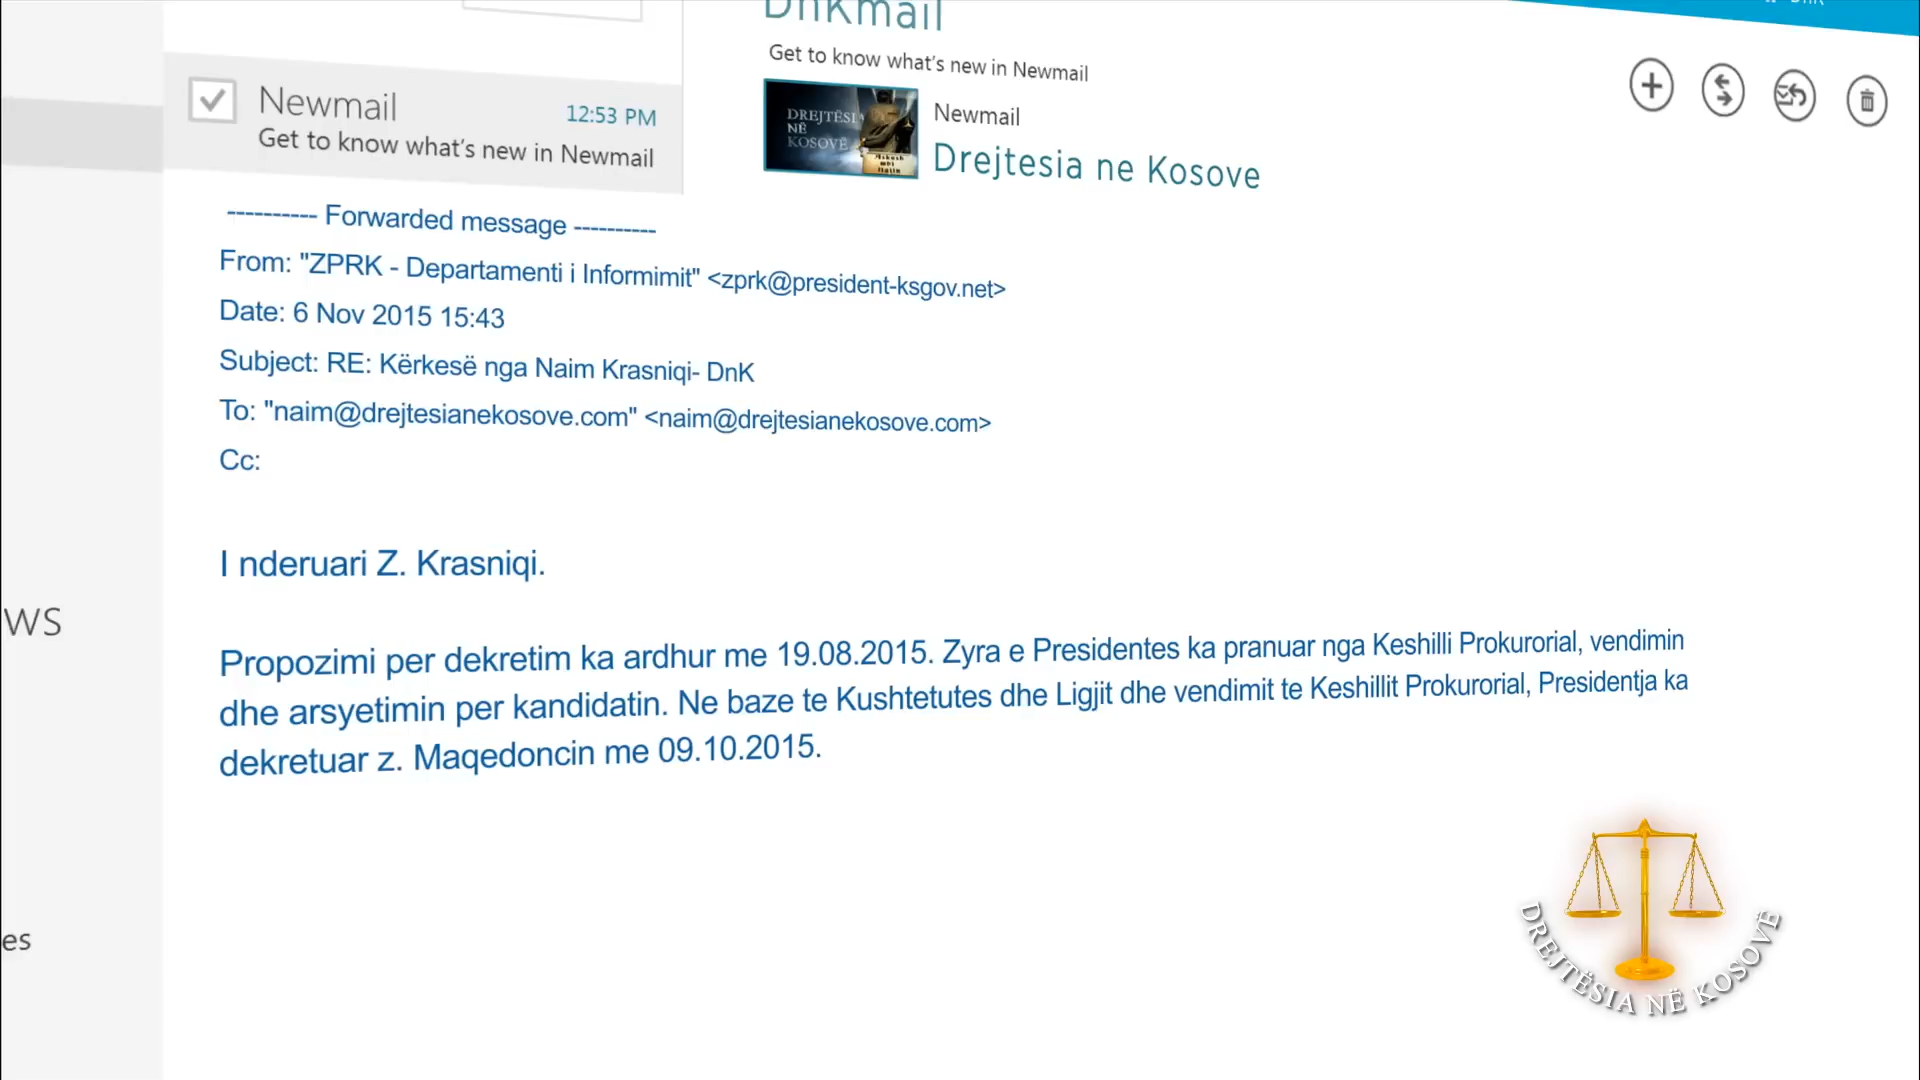 DnKmail
Get to know what's new in Newmail
Newmail
12:53 PM
Get to know what's new in Newmail
DREJTËSIA
NË
KOSOVË
Newmail
Drejtesia ne Kosove
---------- Forwarded message ----------
From: "ZPRK - Departamenti i Informimit" <zprk@president-ksgov.net>
Date: 6 Nov 2015 15:43
Subject: RE: Kërkesë nga Naim Krasniqi- DnK
To: "naim@drejtesianekosove.com" <naim@drejtesianekosove.com>
Cc:
I nderuari Z. Krasniqi.
Propozimi per dekretim ka ardhur me 19.08.2015. Zyra e Presidentes ka pranuar nga Keshilli Prokurorial, vendimin
dhe arsyetimin per kandidatin. Ne baze te Kushtetutes dhe Ligjit dhe vendimit te Keshillit Prokurorial, Presidentja ka
dekretuar z. Maqedoncin me 09.10.2015.
ws
es
DREJTËSIA NË KOSOVË